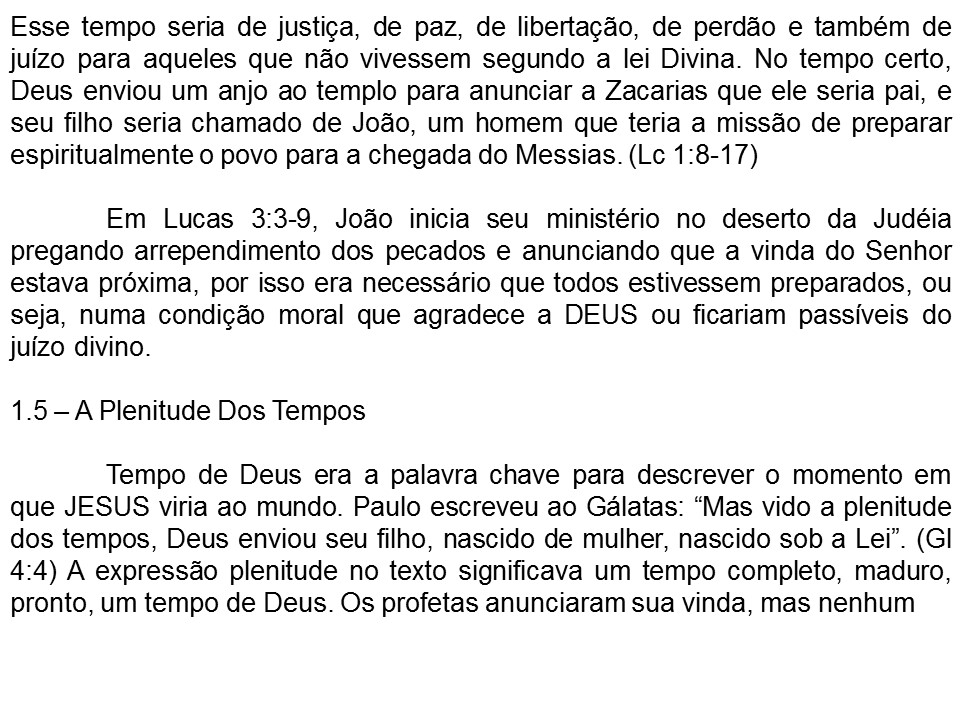 Esse tempo seria de justiça, de paz, de libertação, de perdão e também de
juízo para aqueles que não vivessem segundo a lei Divina. No tempo certo,
Deus enviou um anjo ao templo para anunciar a Zacarias que ele seria pai, e
seu filho seria chamado de João, um homem que teria a missão de preparar
espiritualmente o povo para a chegada do Messias. (Lc 1:8-17)
Em Lucas 3:3-9, João inicia seu ministério no deserto da Judéia
pregando arrependimento dos pecados e anunciando que a vinda do Senhor
estava próxima, por isso era necessário que todos estivessem preparados, ou
seja, numa condição moral que agradece a DEUS ou ficariam passíveis do
juízo divino.
1.5 – A Plenitude Dos Tempos
Tempo de Deus era a palavra chave para descrever o momento em
que JESUS viria ao mundo. Paulo escreveu ao Gálatas: “Mas vido a plenitude
dos tempos, Deus enviou seu filho, nascido de mulher, nascido sob a Lei”. (Gl
4:4) A expressão plenitude no texto significava um tempo completo, maduro,
pronto, um tempo de Deus. Os profetas anunciaram sua vinda, mas nenhum